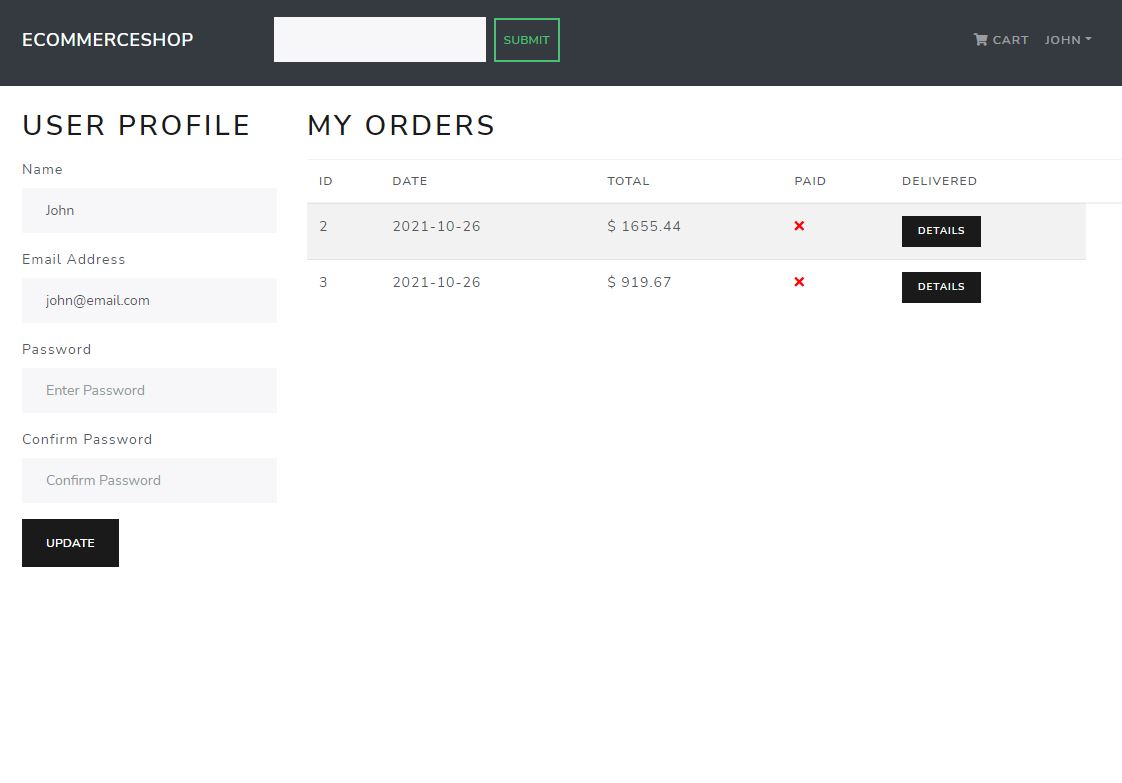 ECOMMERCESHOP SUBMIT CART JOHN
USER PROFILE
Name
John
Email Address
john@email.com
Password
Enter Password
Confirm Password
Confirm Password
UPDATE
MY ORDERS
ID DATE TOTAL PAID DELIVERED
2 2021-10-26 $ 1655.44 DETAILS
3 2021-10-26 $ 919.67 DETAILS